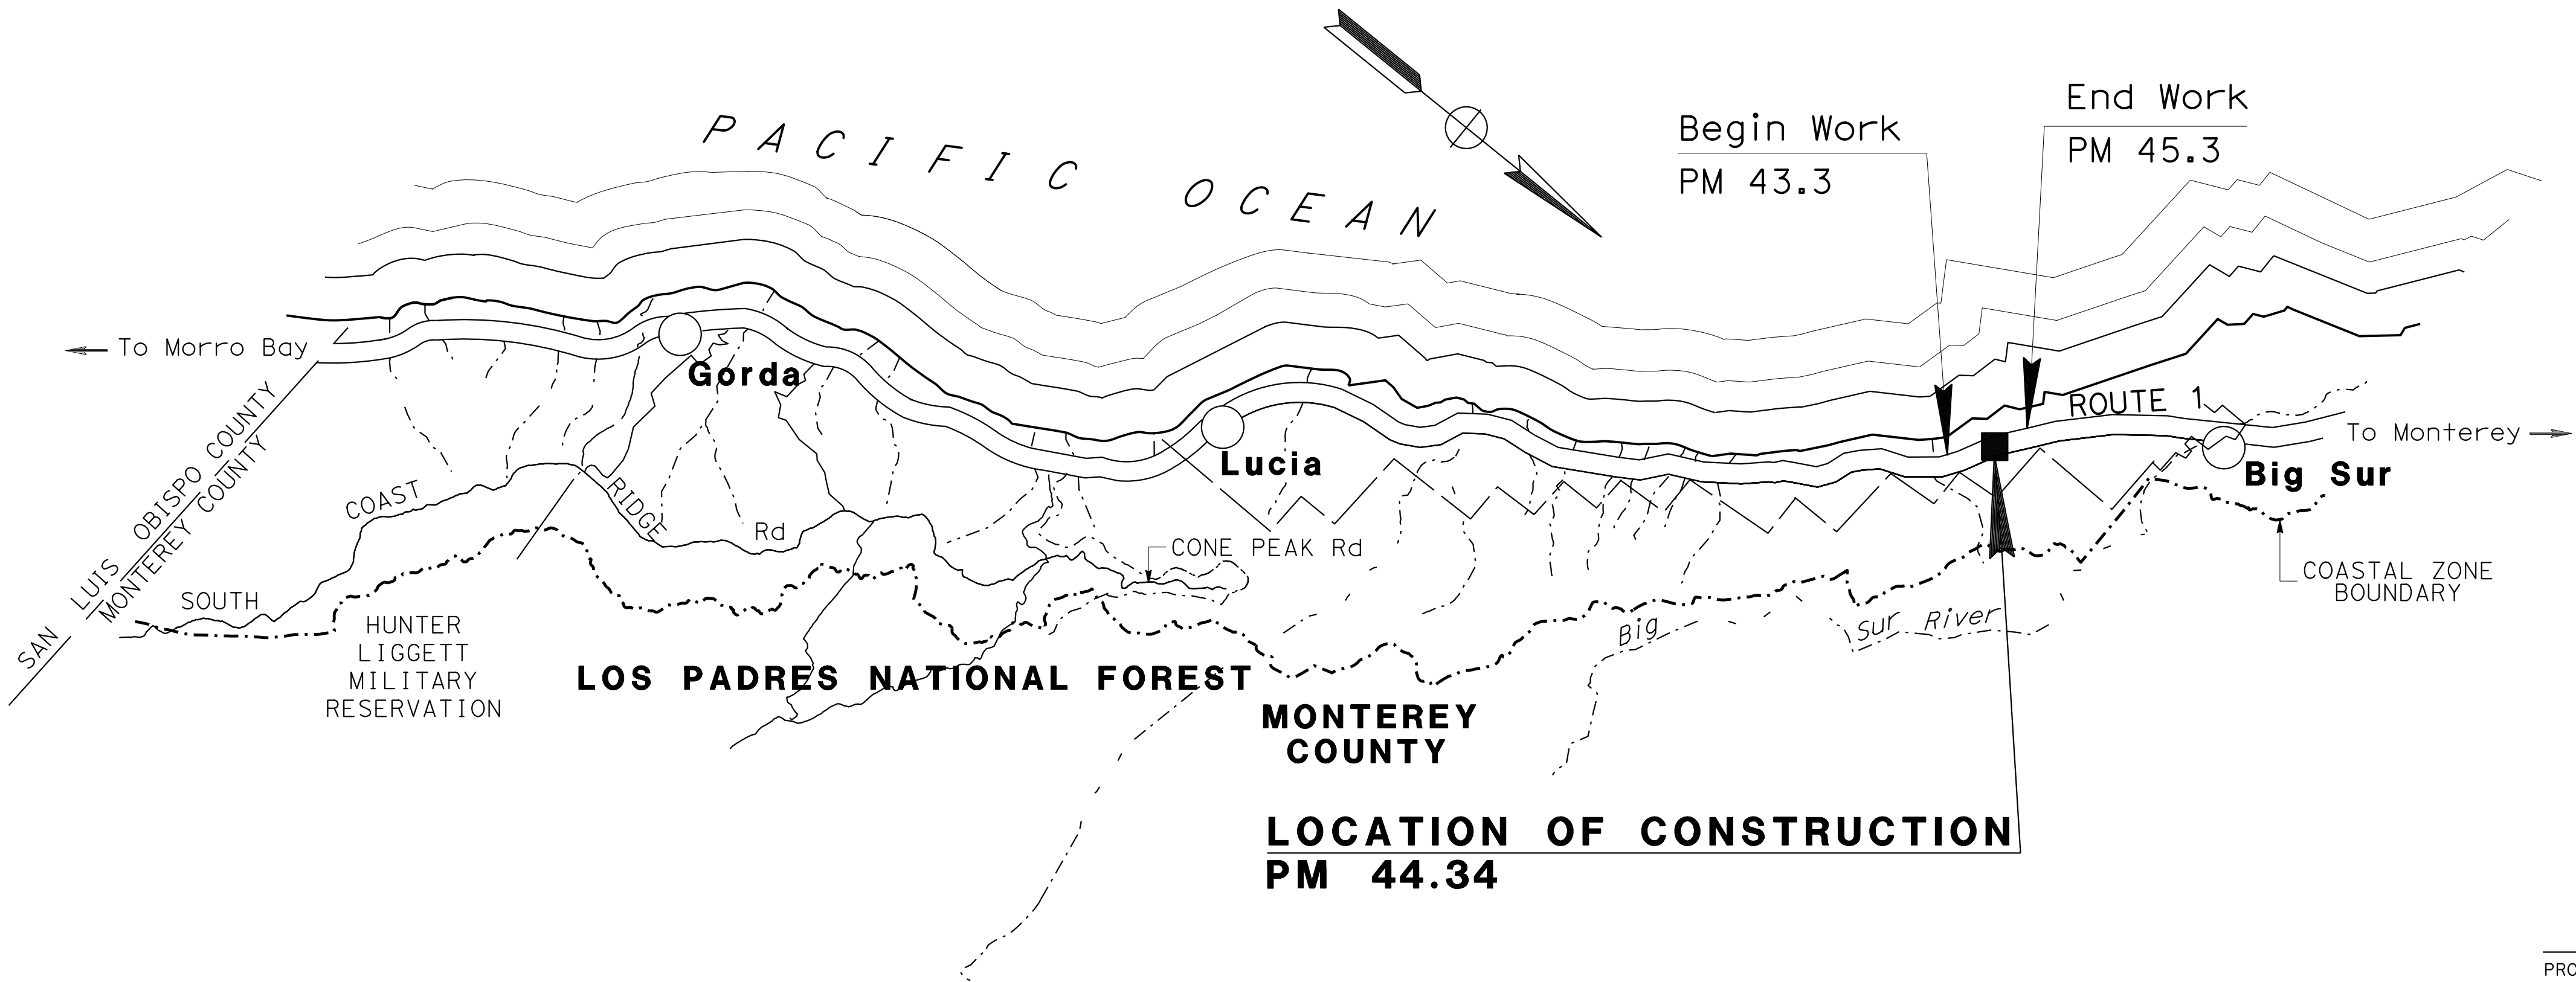 PACIFIC OCEAN
Begin Work
PM 43.3
End Work
PM 45.3
To Morro Bay
Gorda
ROUTE 1
To Monterey
Lucia
Big Sur
SAN LUIS OBISPO COUNTY
MONTEREY COUNTY
SOUTH COAST RIDGE Rd
CONE PEAK Rd
COASTAL ZONE
BOUNDARY
HUNTER
LIGGETT
MILITARY
RESERVATION
Big Sur River
LOS PADRES NATIONAL FOREST
MONTEREY
COUNTY
LOCATION OF CONSTRUCTION
PM 44.34